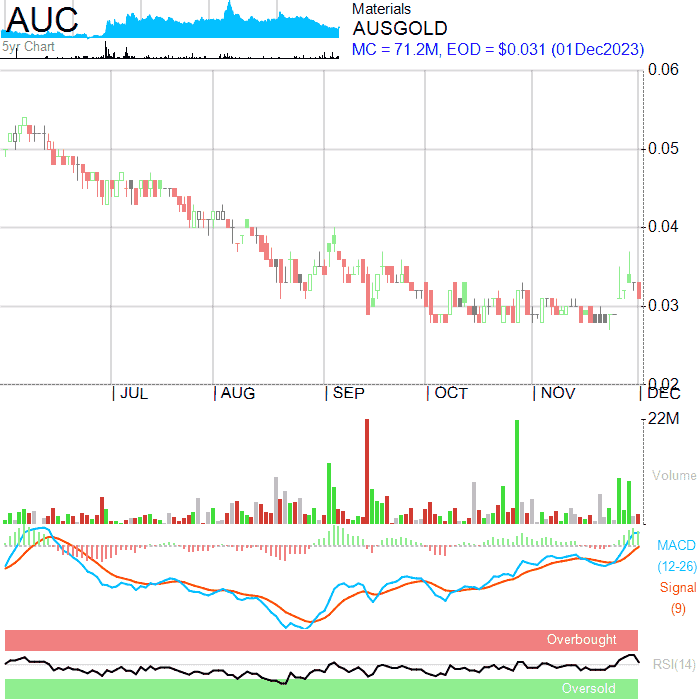 AUC
5yr Chart
Materials
AUSGOLD
MC = 71.2M, EOD = $0.031 (01Dec2023)
0.06
0.05
0.04
0.03
0.02
JUL AUG SEP OCT NOV DEC
22M
Volume
MACD
(12-26)
Signal
(9)
Overbought
RSI(14)
Oversold